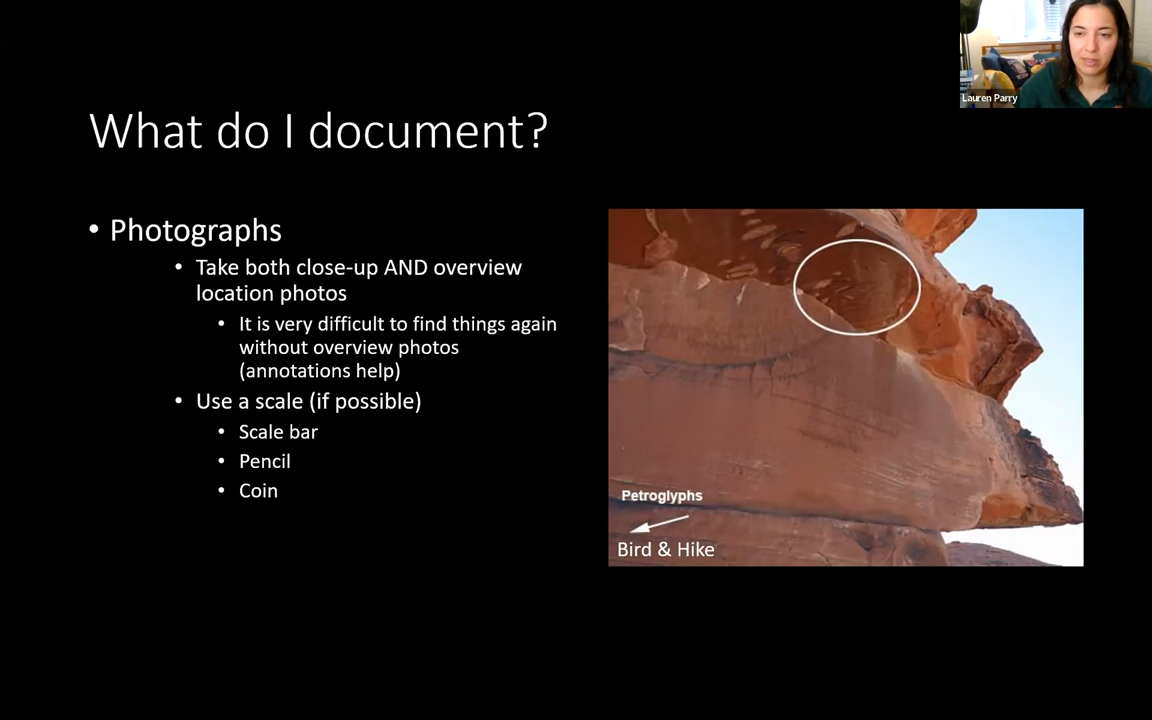 Lauren Parry
What do I document?
• Photographs
• Take both close-up AND overview
location photos
• It is very difficult to find things again
without overview photos
(annotations help)
• Use a scale (if possible)
• Scale bar
• Pencil
• Coin
Petroglyphs
Bird & Hike